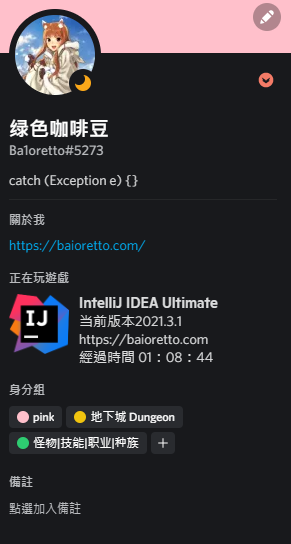 绿色咖啡豆
Ba1oretto#5273
catch (Exception e) {}
關於我
https://baioretto.com/
正在玩遊戲
IJ
IntelliJ IDEA Ultimate
当前版本2021.3.1
https://baioretto.com
經過時間 01：08：44
身分組
pink
地下城 Dungeon
怪物|技能|职业|种族
+
備註
點選加入備註